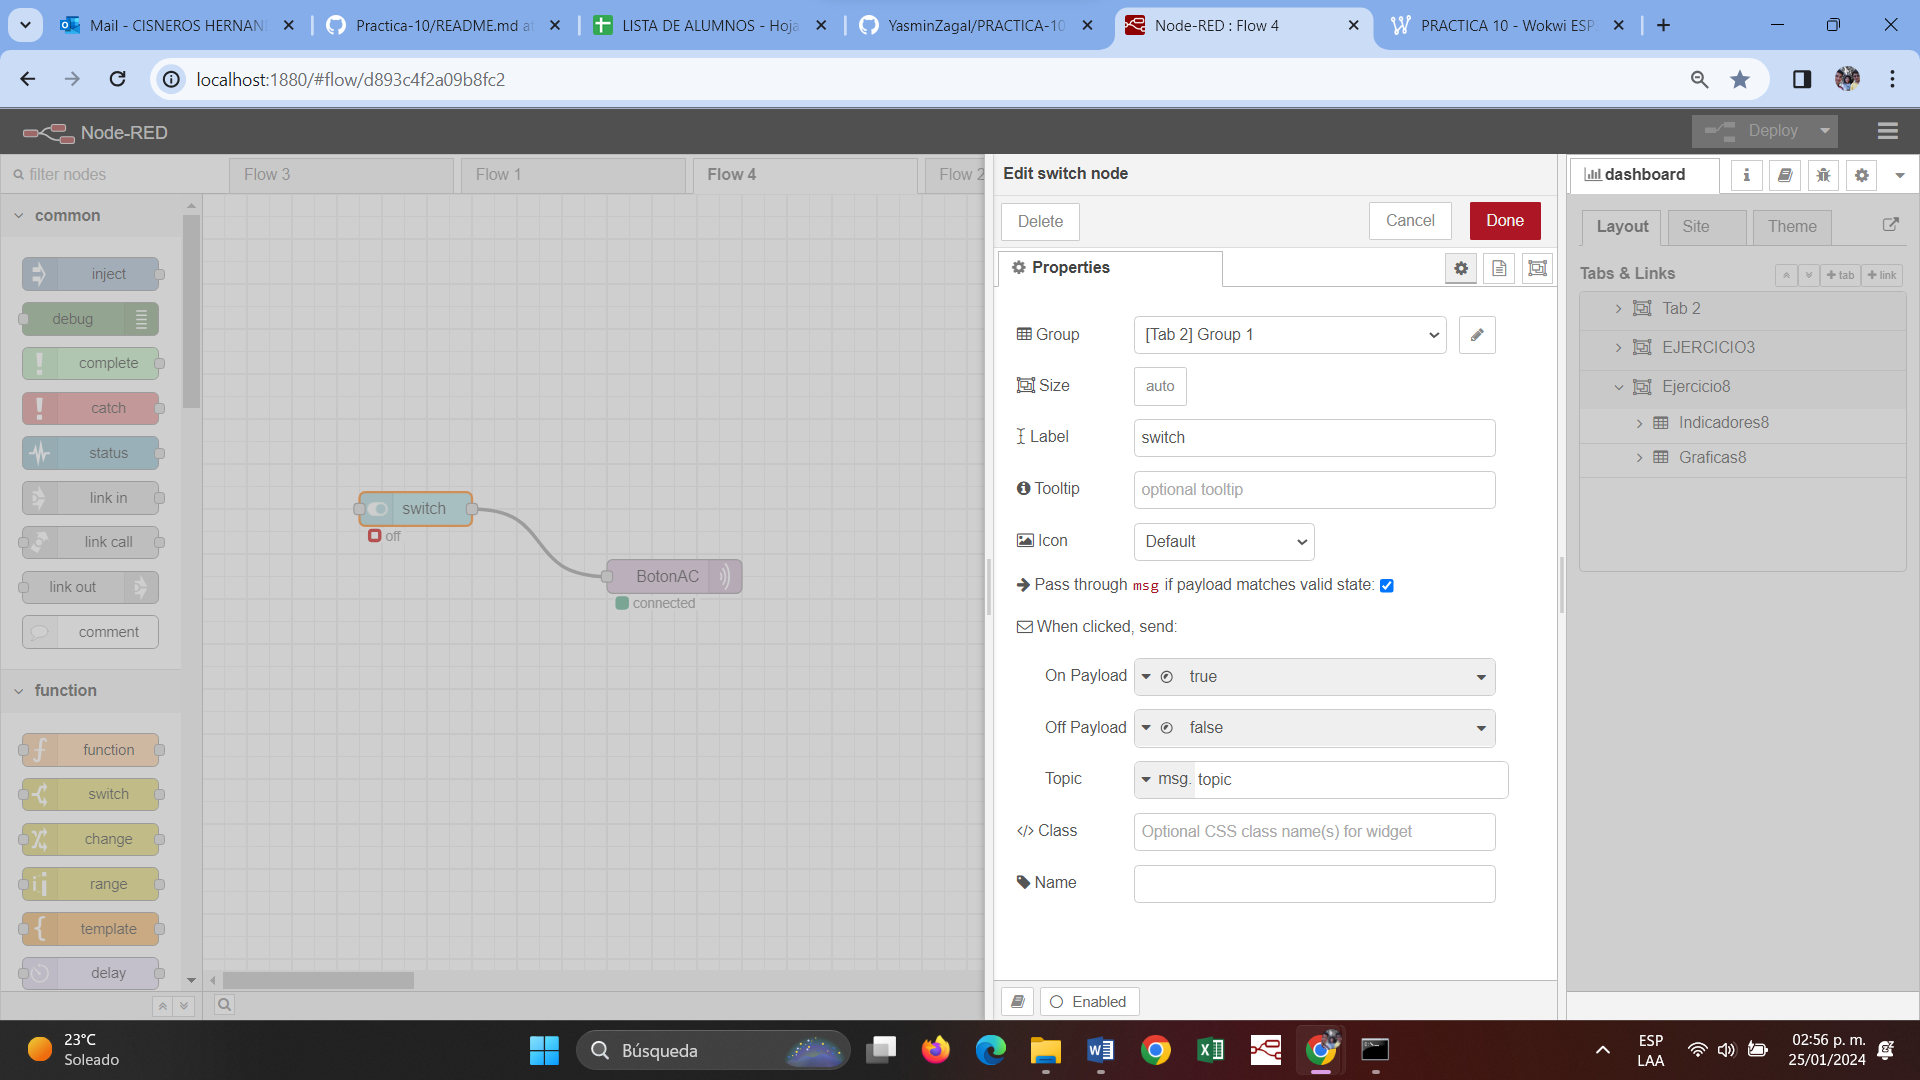 Mail - CISNEROS HERNAN
Practica-10/README.md at
LISTA DE ALUMNOS - Hoja
YasminZagal/PRACTICA-10
Node-RED : Flow 4
PRACTICA 10 - Wokwi ESP
localhost:1880/#flow/d893c4f2a09b8fc2
Node-RED
Deploy
filter nodes
Flow 3
Flow 1
Flow 4
Flow 2
Edit switch node
dashboard
Delete
Cancel
Done
Properties
Layout
Site
Theme
Tabs & Links
tab
link
Tab 2
EJERCICIO3
Ejercicio8
Indicadores8
Graficas8
common
inject
debug
complete
catch
status
link in
link call
link out
comment
function
function
switch
change
range
template
delay
switch
off
BotonAC
connected
Group
[Tab 2] Group 1
Size
auto
Label
switch
Tooltip
optional tooltip
Icon
Default
Pass through msg if payload matches valid state:
When clicked, send:
On Payload
true
Off Payload
false
Topic
msg. topic
Class
Optional CSS class name(s) for widget
Name
Enabled
23°C
Soleado
Búsqueda
ESP
LAA
02:56 p. m.
25/01/2024